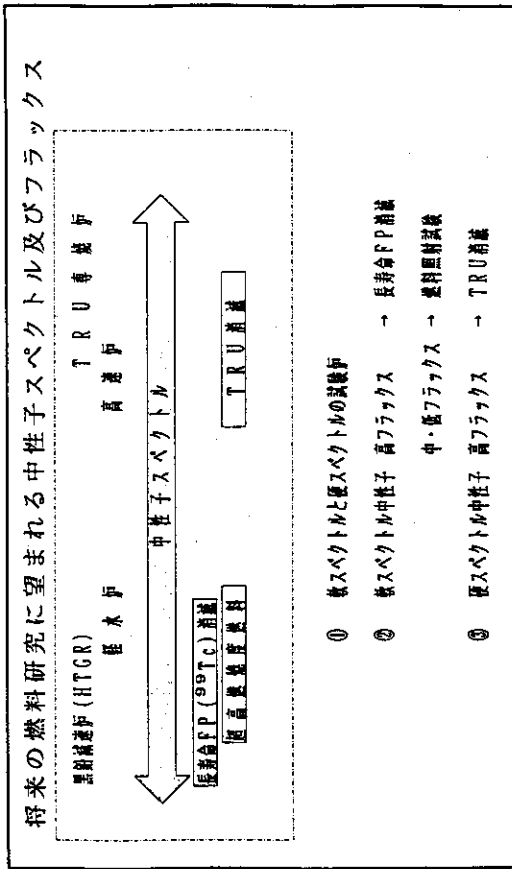 将来の燃料研究に望まれる中性子スペクトル及びフラックス
黒鉛減速炉(HTGR)
軽水炉
TRU専焼炉
高速炉
中性子スペクトル
長寿命FP(⁹⁹Tc)消滅
超高燃焼度燃料
TRU消滅
① 軟スペクトルと硬スペクトルの試験炉
② 軟スペクトル中性子 高フラックス → 長寿命FP消滅
中・低フラックス → 燃料照射試験
③ 硬スペクトル中性子 高フラックス → TRU消滅